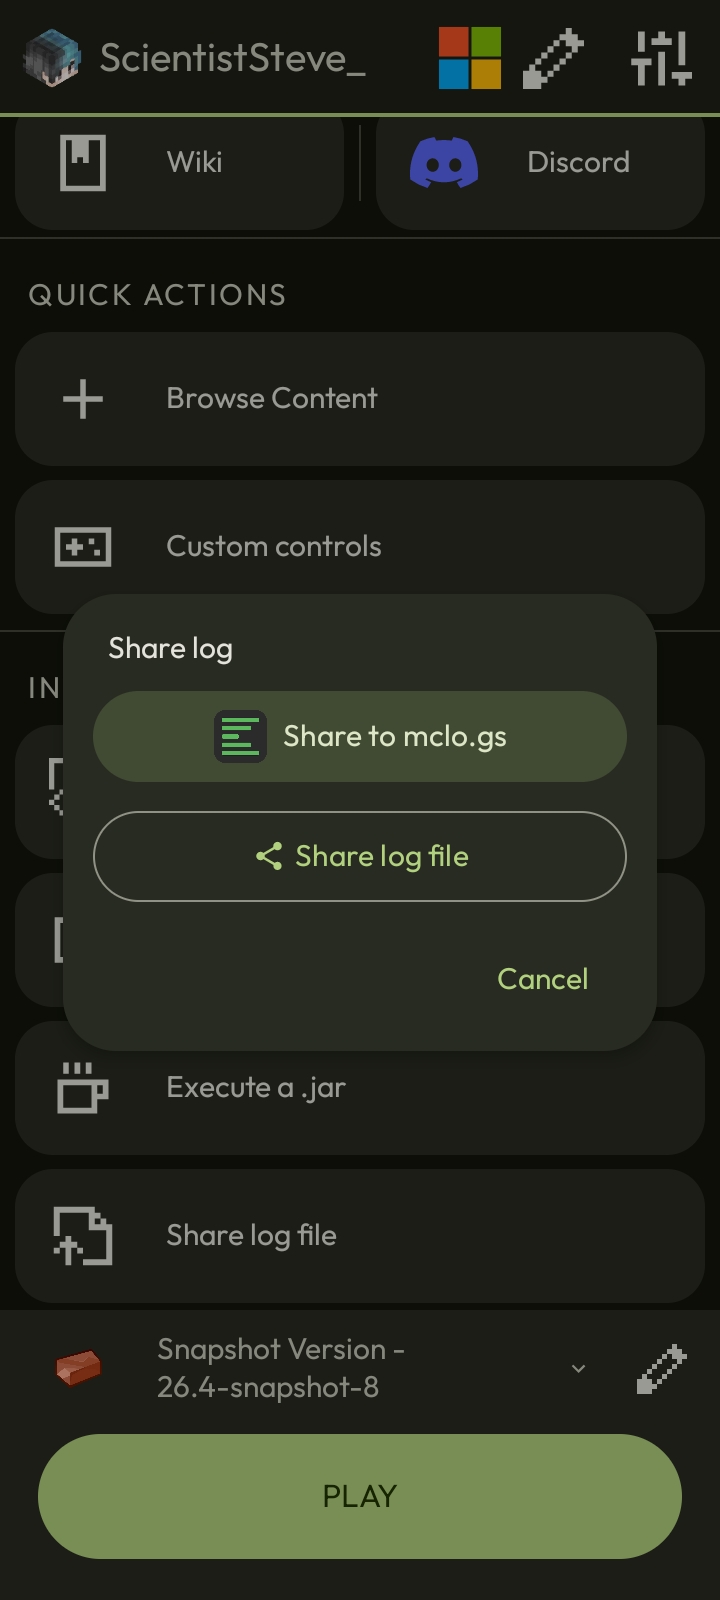 ScientistSteve_
Wiki
Discord
QUICK ACTIONS
Browse Content
Custom controls
IN
Share log
Share to mclo.gs
Share log file
Cancel
Execute a .jar
Share log file
Snapshot Version -
26.4-snapshot-8
PLAY